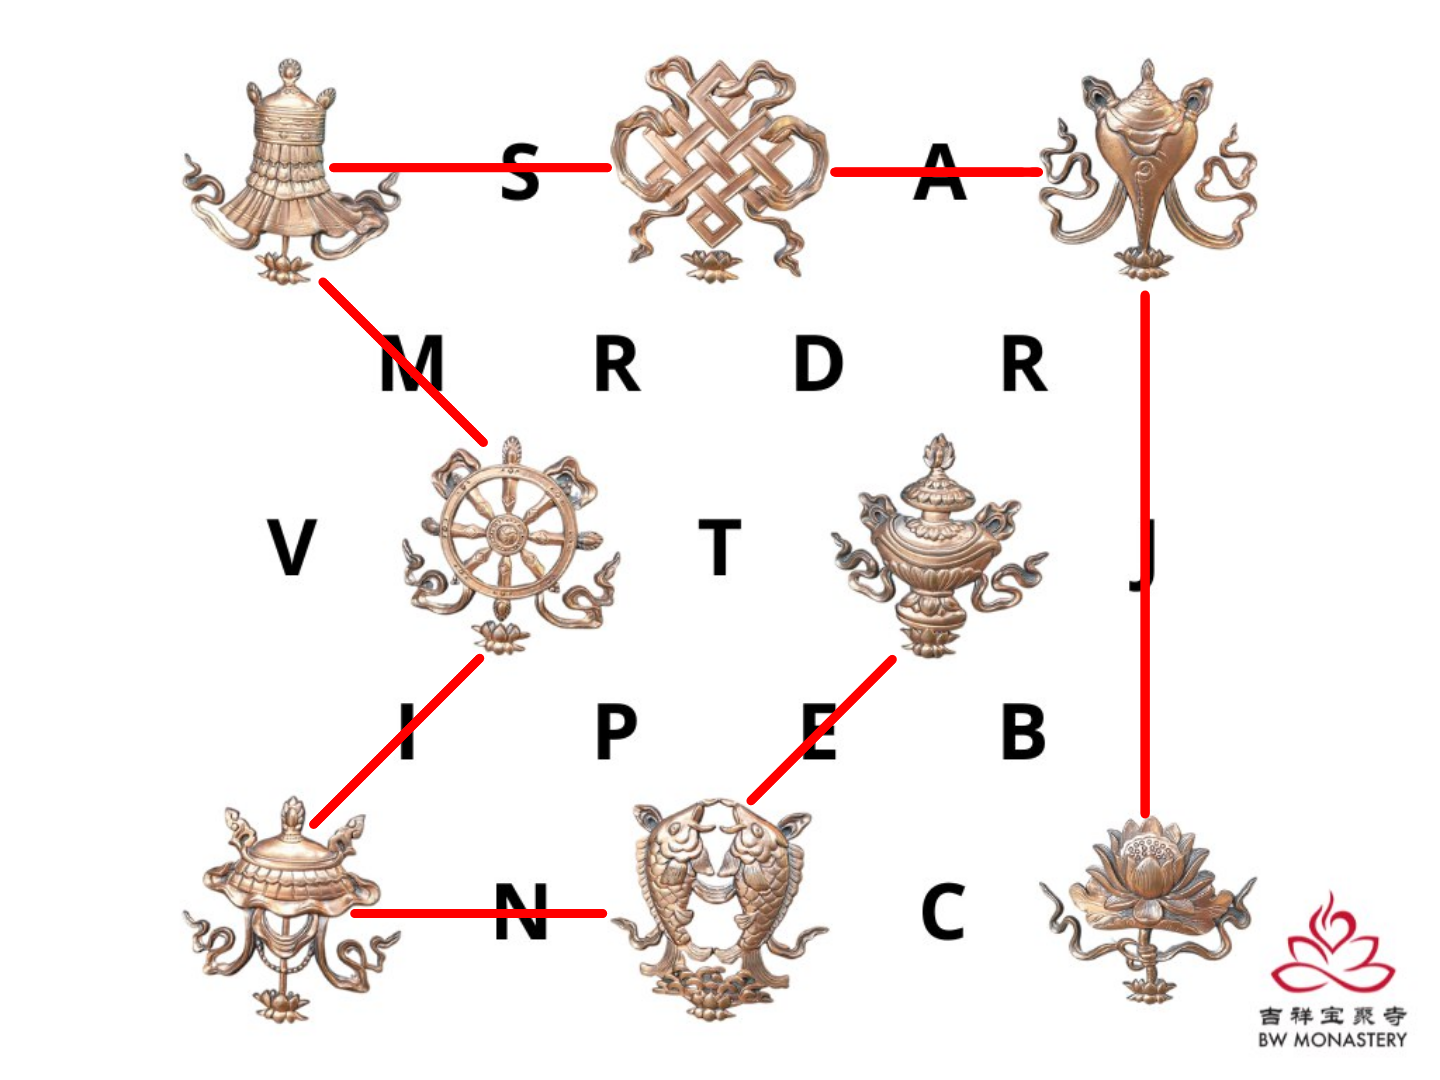 S A
M R D R
V T J
I P E B
N C
吉祥宝聚寺
BW MONASTERY